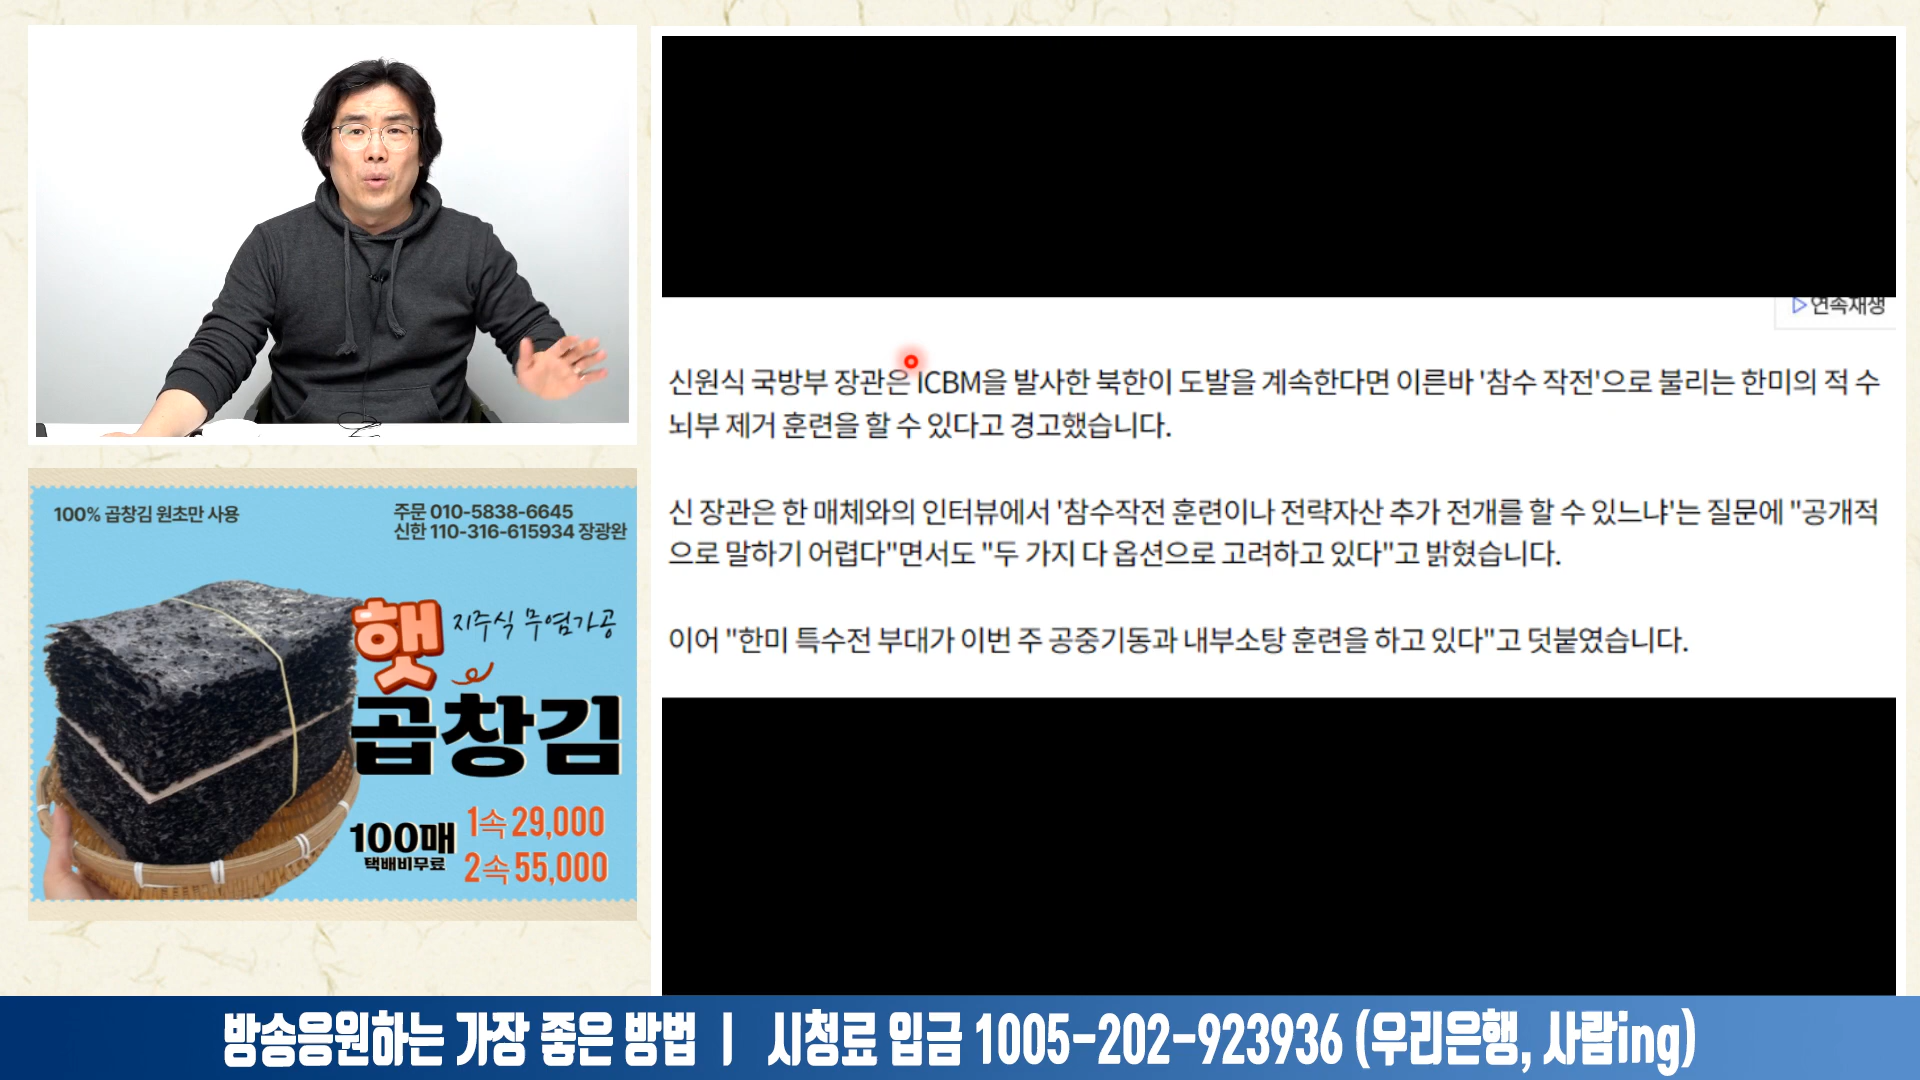 ▷연속재생
신원식 국방부 장관은 ICBM을 발사한 북한이 도발을 계속한다면 이른바 '참수 작전'으로 불리는 한미의 적 수
뇌부 제거 훈련을 할 수 있다고 경고했습니다.
신 장관은 한 매체와의 인터뷰에서 '참수작전 훈련이나 전략자산 추가 전개를 할 수 있느냐'는 질문에 "공개적
으로 말하기 어렵다"면서도 "두 가지 다 옵션으로 고려하고 있다"고 밝혔습니다.
이어 "한미 특수전 부대가 이번 주 공중기동과 내부소탕 훈련을 하고 있다"고 덧붙였습니다.
100% 곱창김 원초만 사용
주문 010-5838-6645
신한 110-316-615934 장광완
햇 지주식 무염가공
곱창김
100매
택배비무료
1속 29,000
2속 55,000
방송응원하는 가장 좋은 방법 ㅣ 시청료 입금 1005-202-923936 (우리은행, 사람ing)